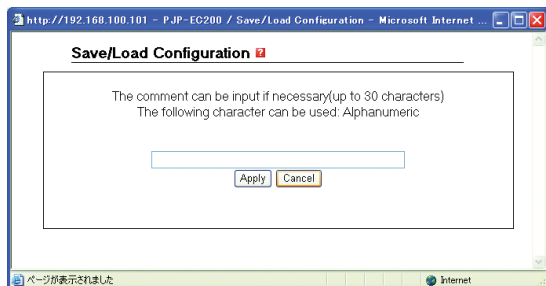 http://192.168.100.101 - PJP-EC200 / Save/Load Configuration - Microsoft Internet ...
Save/Load Configuration ?
The comment can be input if necessary(up to 30 characters)
The following character can be used: Alphanumeric
Apply Cancel
ページが表示されました Internet